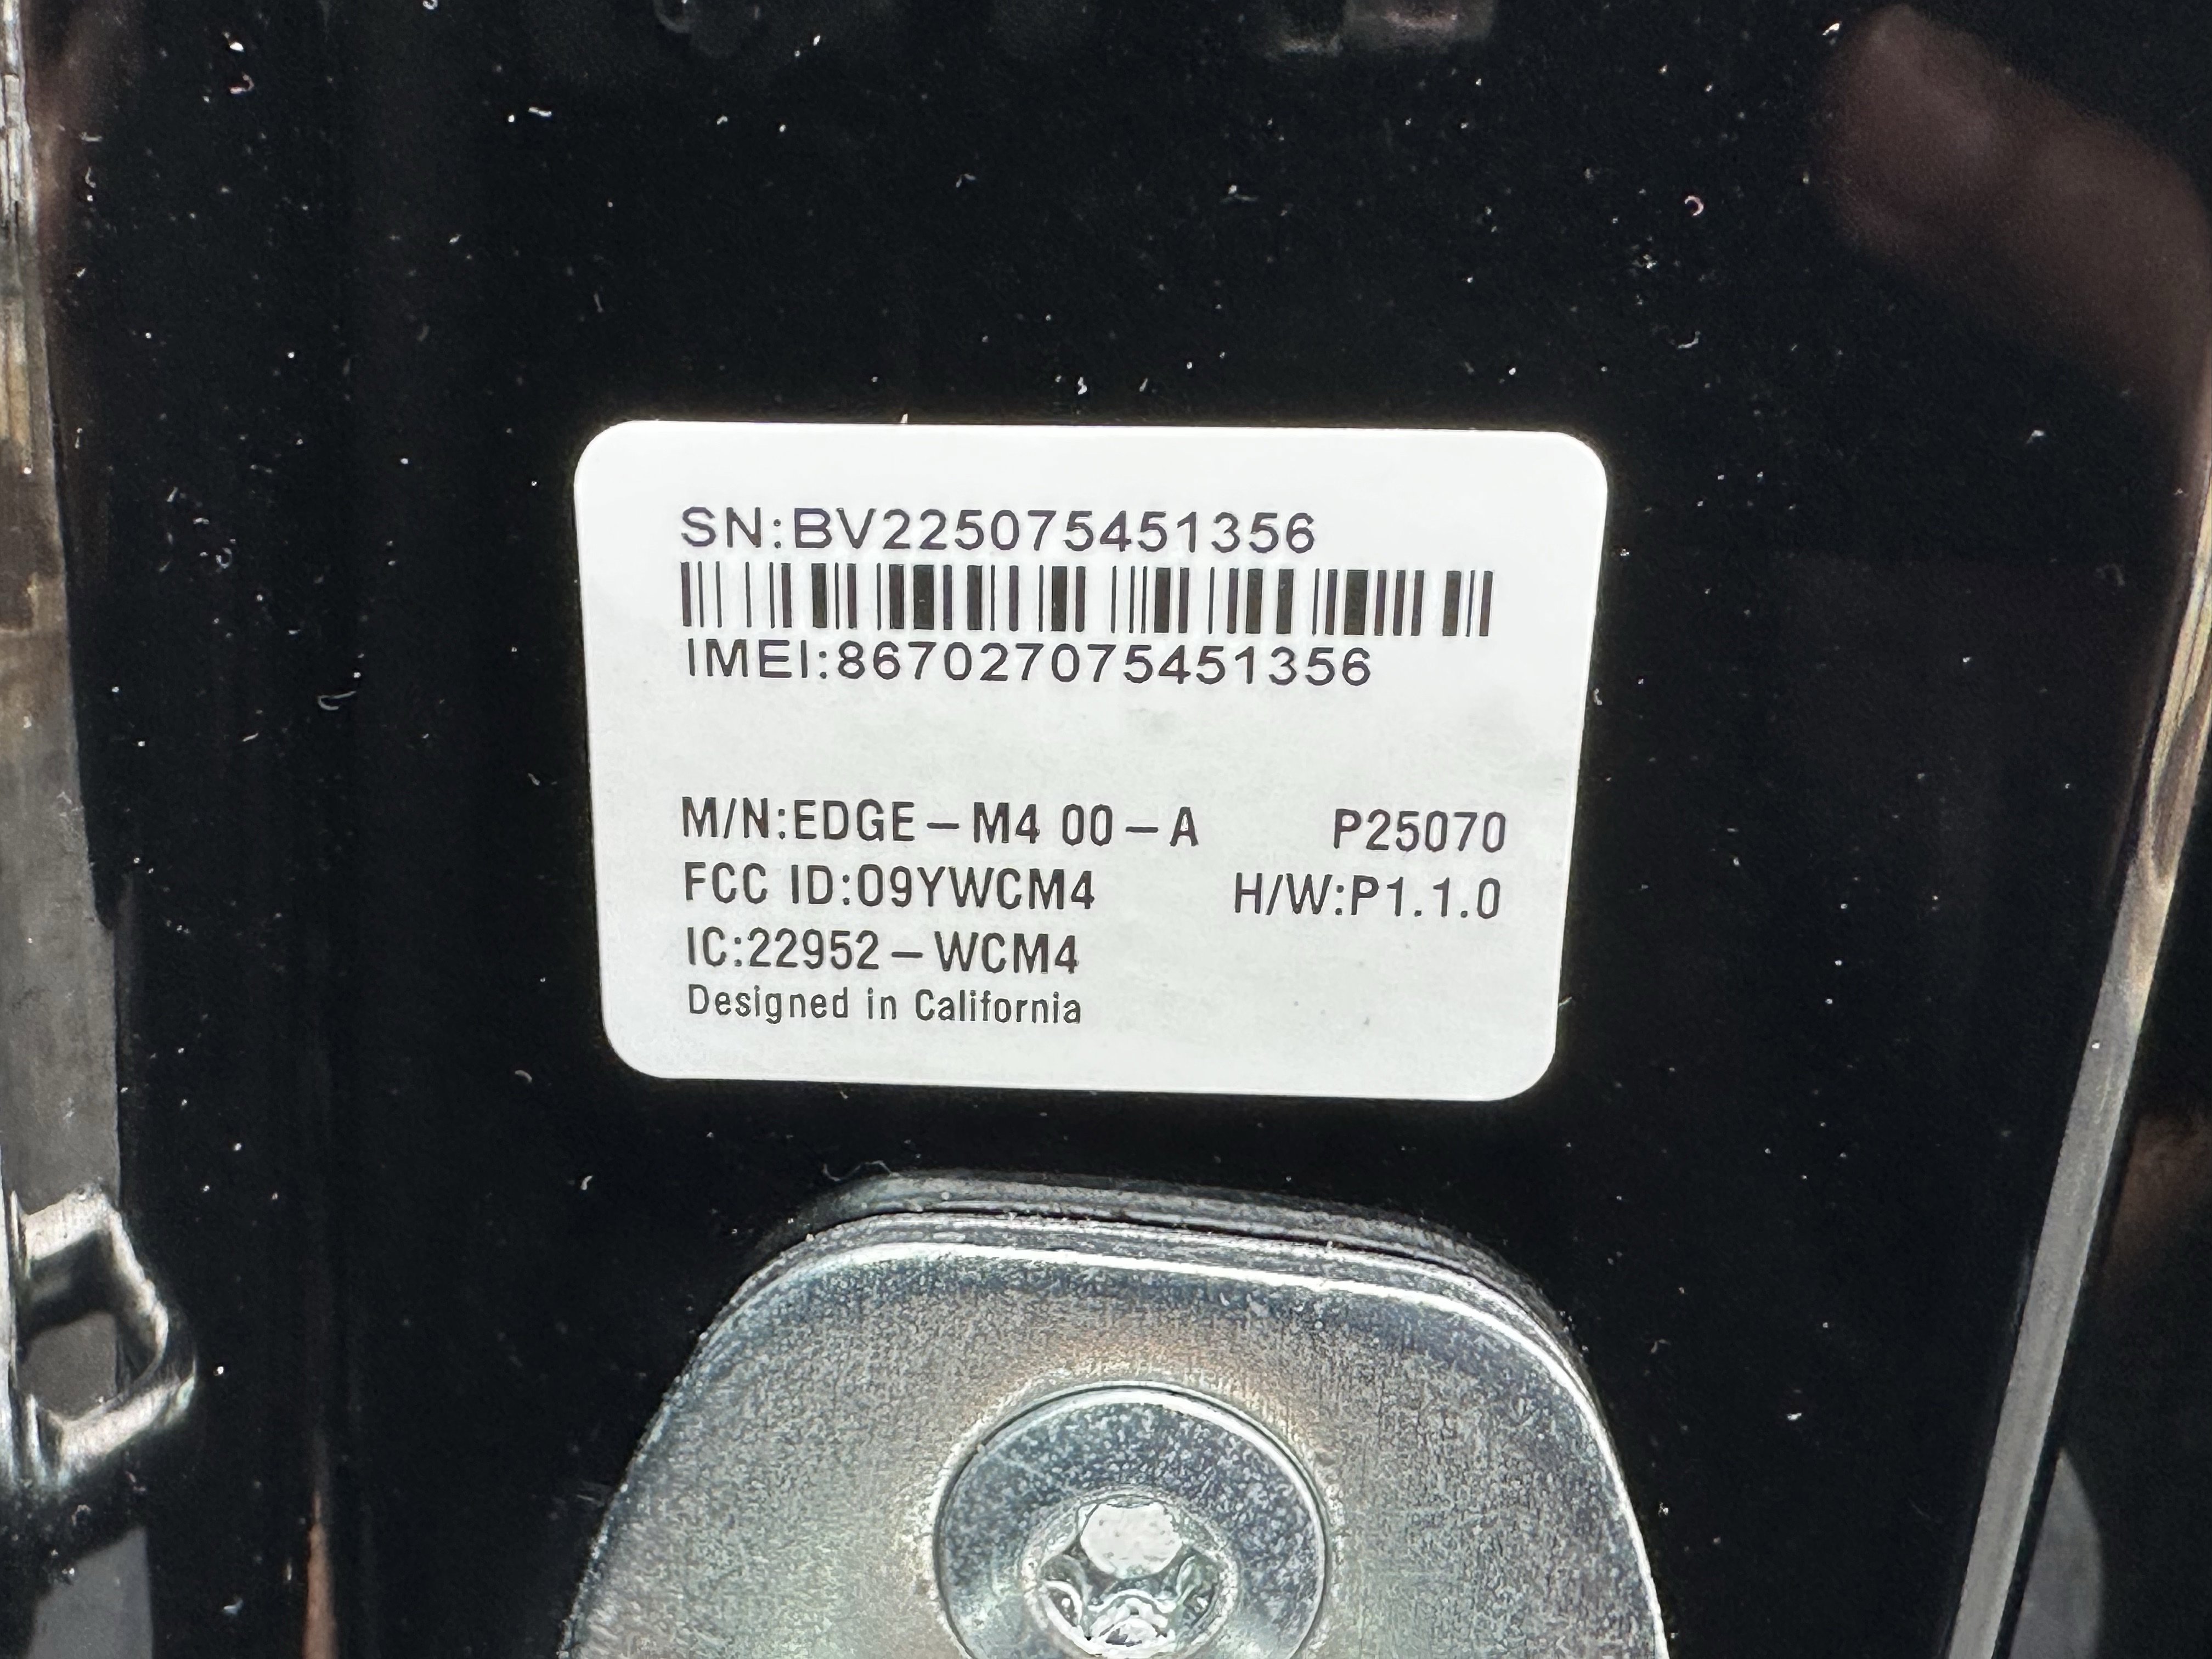 SN:BV225075451356
IMEI:867027075451356
M/N:EDGE-M4 00-A P25070
FCC ID:O9YWCM4 H/W:P1.1.0
IC:22952-WCM4
Designed in California